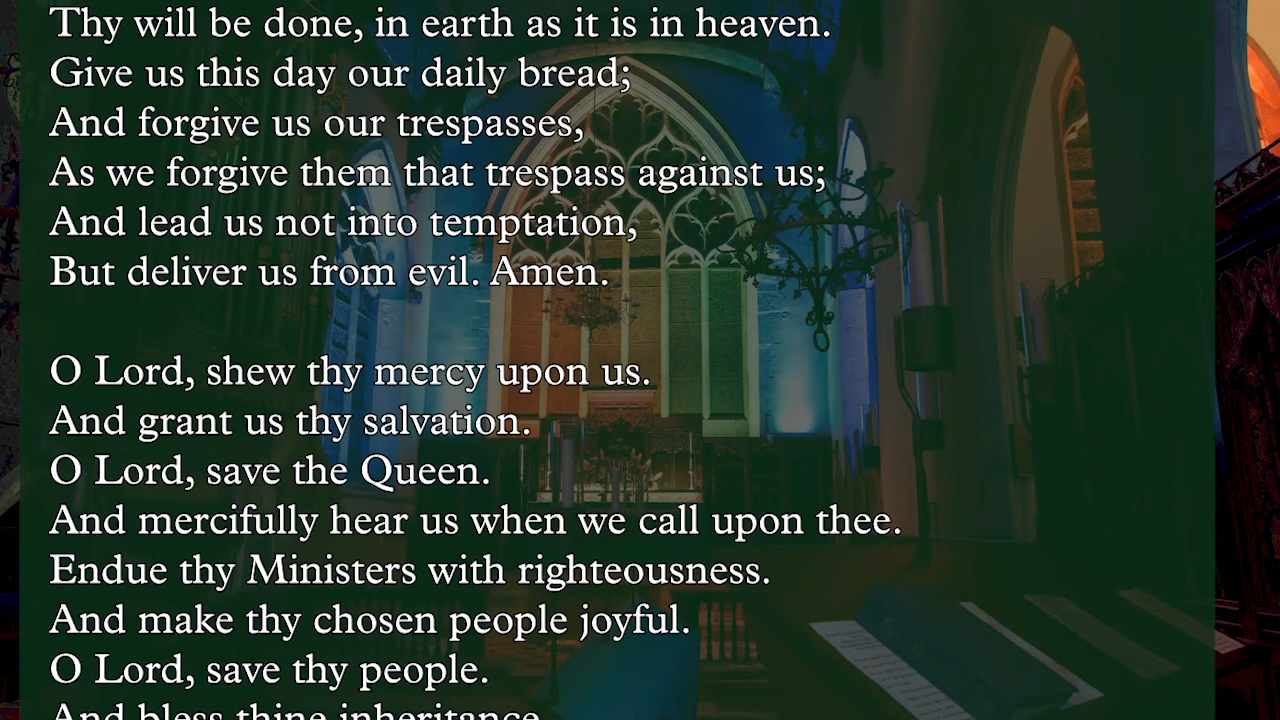 Thy will be done, in earth as it is in heaven.
Give us this day our daily bread;
And forgive us our trespasses,
As we forgive them that trespass against us;
And lead us not into temptation,
But deliver us from evil. Amen.
O Lord, shew thy mercy upon us.
And grant us thy salvation.
O Lord, save the Queen.
And mercifully hear us when we call upon thee.
Endue thy Ministers with righteousness.
And make thy chosen people joyful.
O Lord, save thy people.
And bless thine inheritance.